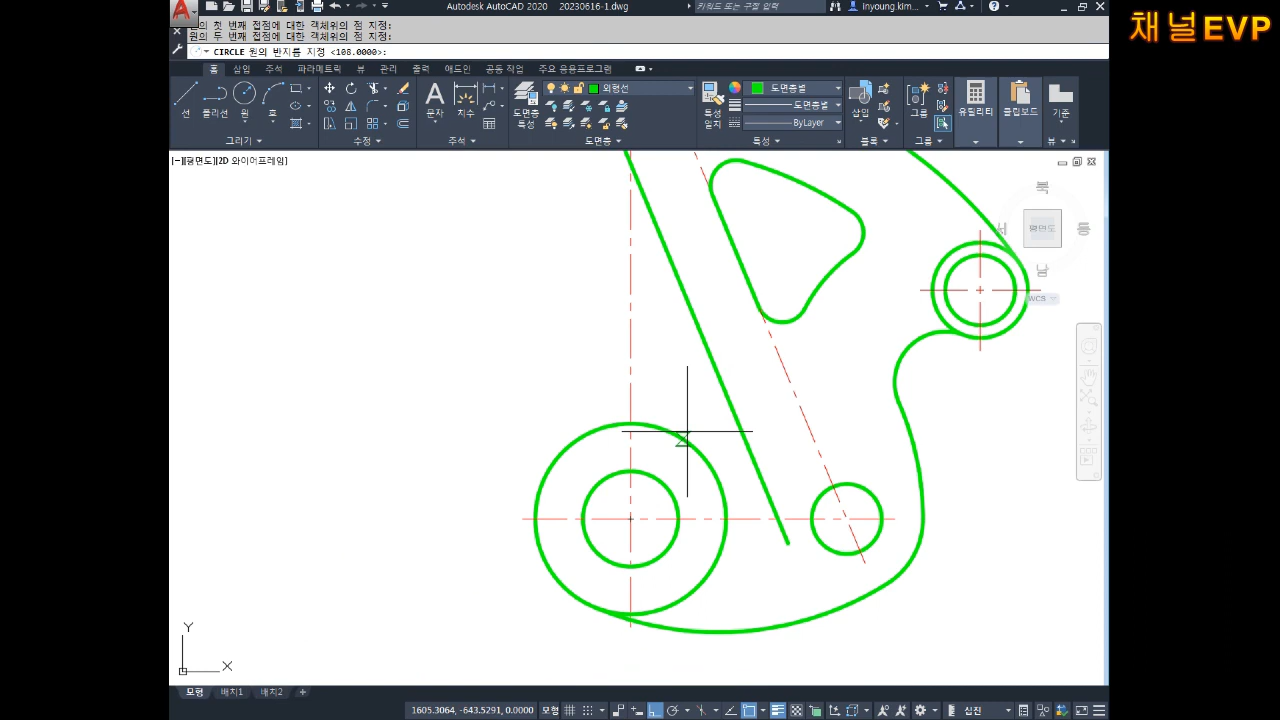 Autodesk AutoCAD 2020 20230616-1.dwg
키워드 또는 구절 입력
inyoung kim...
채널EVP
원의 첫 번째 접점에 대한 객체위의 점 지정:
원의 두 번째 접점에 대한 객체위의 점 지정:
CIRCLE 원의 반지름 지정 <108.0000>:
홈 삽입 주석 파라메트릭 뷰 관리 출력 애드인 공동 작업 주요 응용프로그램
외형선
도면층별
도면층별
ByLayer
선 폴리선 원 호
문자 치수
도면층
특성
특성
일치
삽입
그룹
유틸리티
클립보드
기준
그리기 수정 주석 도면층 특성 블록 그룹 뷰
[−][평면도][2D 와이어프레임]
북
서 평면도 동
남
WCS
Y
X
모형 배치1 배치2 +
1605.3064, -643.5291, 0.0000 모형
십진